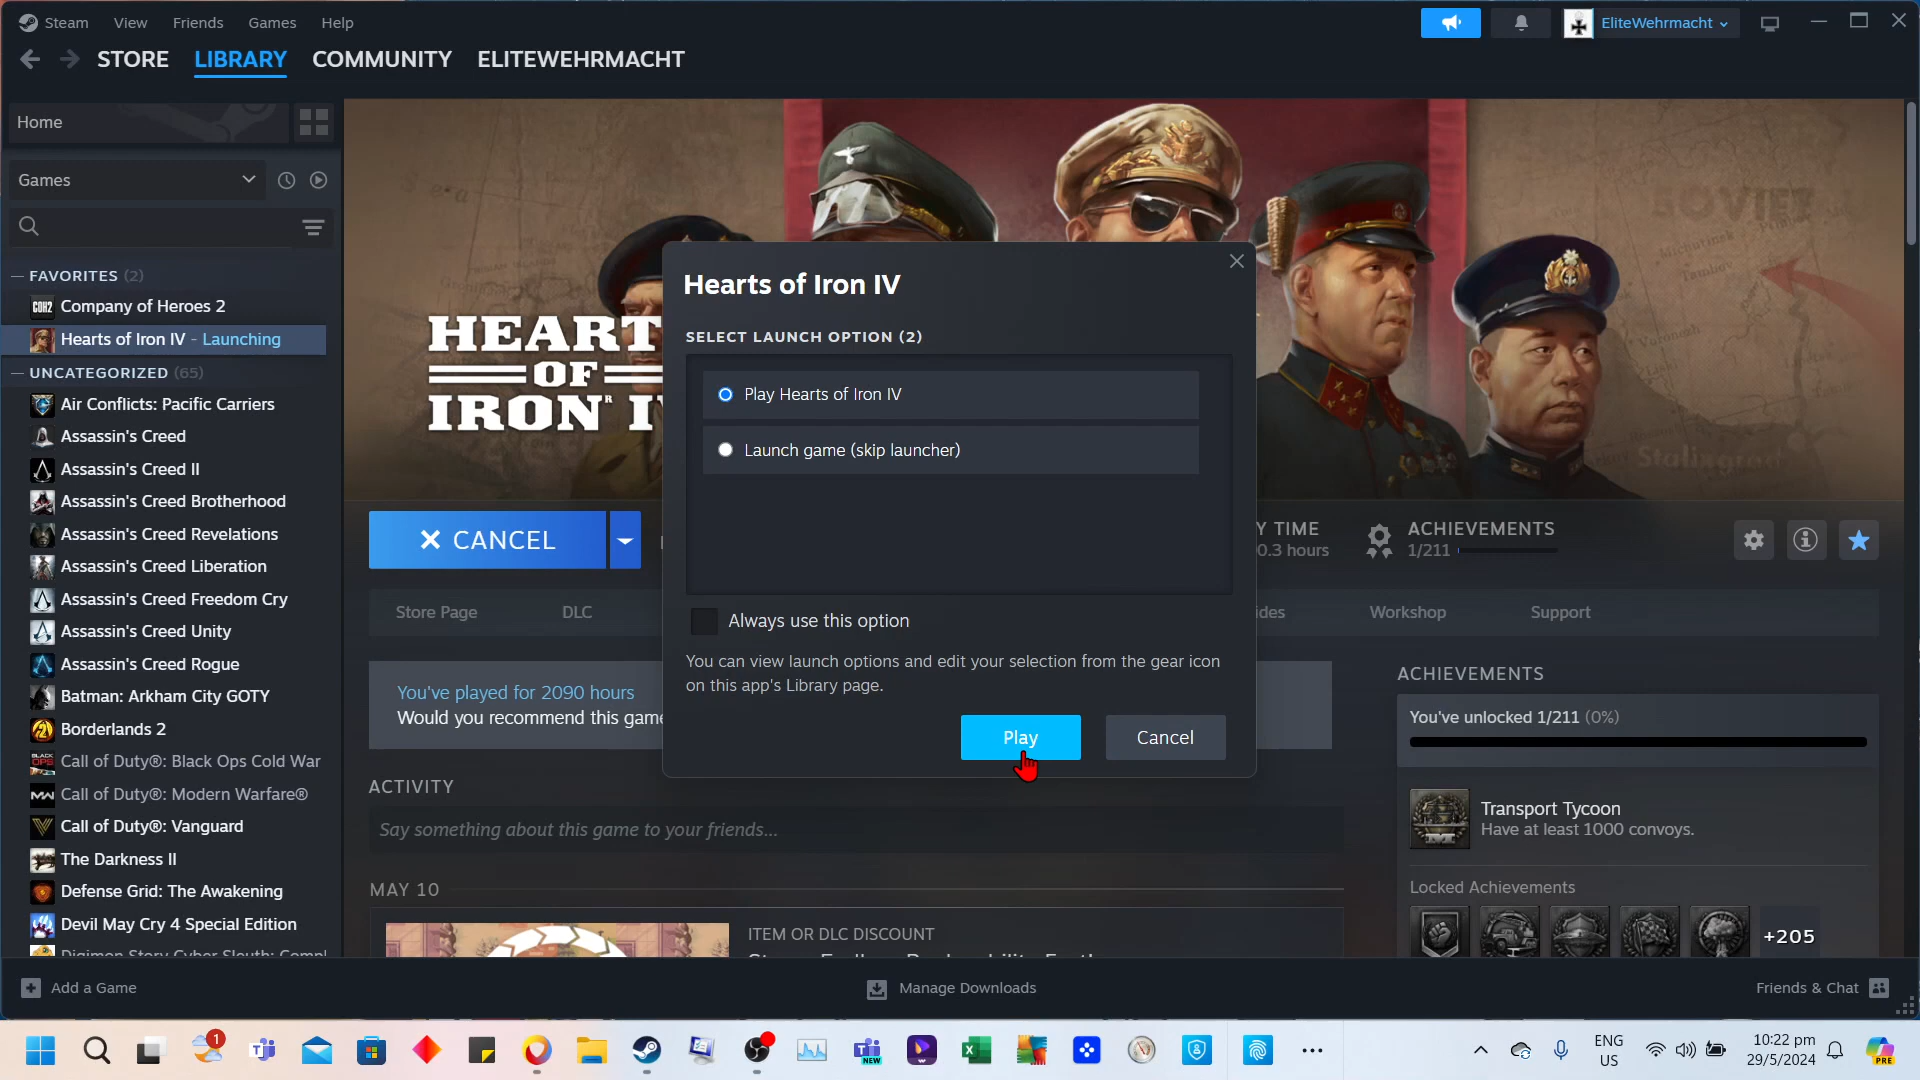 Steam View Friends Games Help
EliteWehrmacht
STORE LIBRARY COMMUNITY ELITEWEHRMACHT
Home
Games
FAVORITES (2)
Company of Heroes 2
Hearts of Iron IV - Launching
UNCATEGORIZED (65)
Air Conflicts: Pacific Carriers
Assassin's Creed
Assassin's Creed II
Assassin's Creed Brotherhood
Assassin's Creed Revelations
Assassin's Creed Liberation
Assassin's Creed Freedom Cry
Assassin's Creed Unity
Assassin's Creed Rogue
Batman: Arkham City GOTY
Borderlands 2
Call of Duty®: Black Ops Cold War
Call of Duty®: Modern Warfare®
Call of Duty®: Vanguard
The Darkness II
Defense Grid: The Awakening
Devil May Cry 4 Special Edition
SOVIET
Stalingrad
HEART
OF
IRON I
Hearts of Iron IV
SELECT LAUNCH OPTION (2)
Play Hearts of Iron IV
Launch game (skip launcher)
Always use this option
You can view launch options and edit your selection from the gear icon
on this app's Library page.
Play Cancel
CANCEL
Y TIME
0.3 hours
ACHIEVEMENTS
1/211
Store Page DLC ides Workshop Support
You've played for 2090 hours
Would you recommend this game
ACTIVITY
Say something about this game to your friends...
MAY 10
ITEM OR DLC DISCOUNT
ACHIEVEMENTS
You've unlocked 1/211 (0%)
Transport Tycoon
Have at least 1000 convoys.
Locked Achievements
+205
Add a Game
Manage Downloads
Friends & Chat
1
NEW
ENG
US
10:22 pm
29/5/2024
PRE